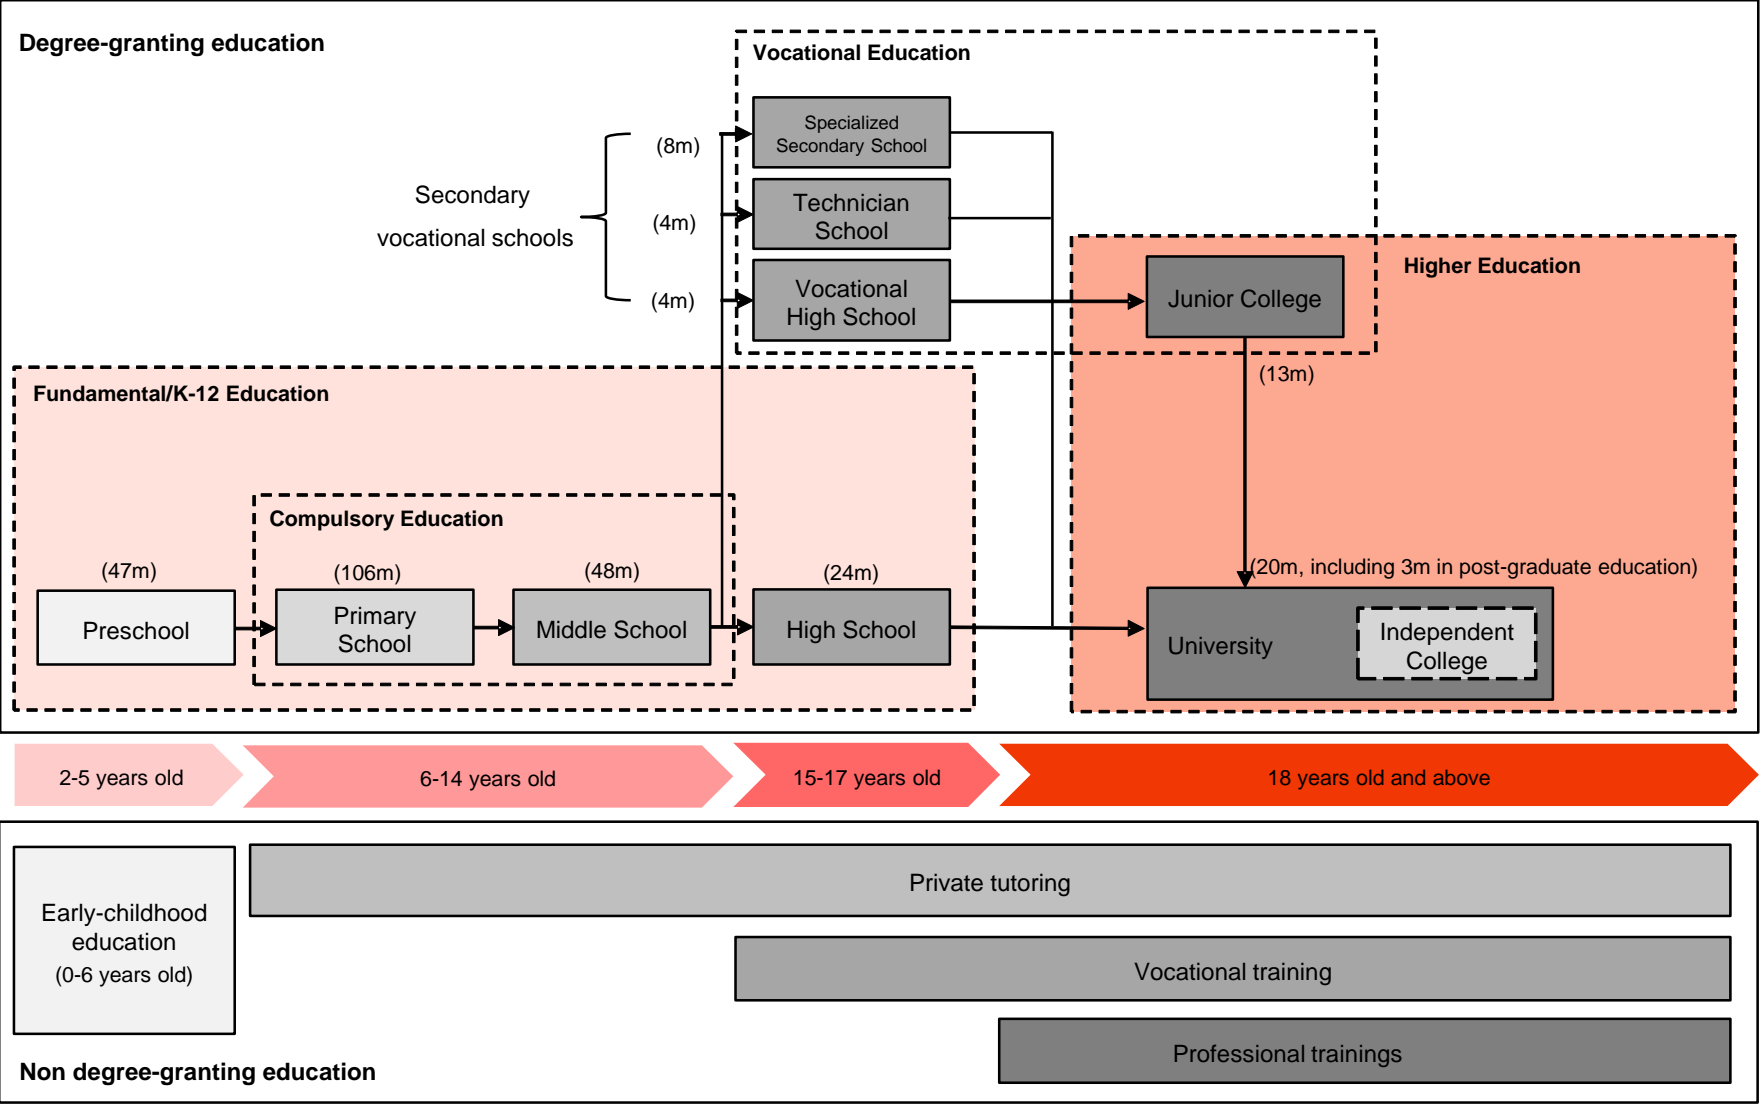 Degree-granting education
Vocational Education
Specialized
Secondary School
(8m)
Secondary
vocational schools
Technician
School
(4m)
Vocational
High School
(4m)
Higher Education
Junior College
(13m)
Fundamental/K-12 Education
Compulsory Education
(47m)
(106m)
(48m)
(24m)
(20m, including 3m in post-graduate education)
Preschool
Primary
School
Middle School
High School
University
Independent
College
2-5 years old
6-14 years old
15-17 years old
18 years old and above
Early-childhood
education
(0-6 years old)
Private tutoring
Vocational training
Professional trainings
Non degree-granting education